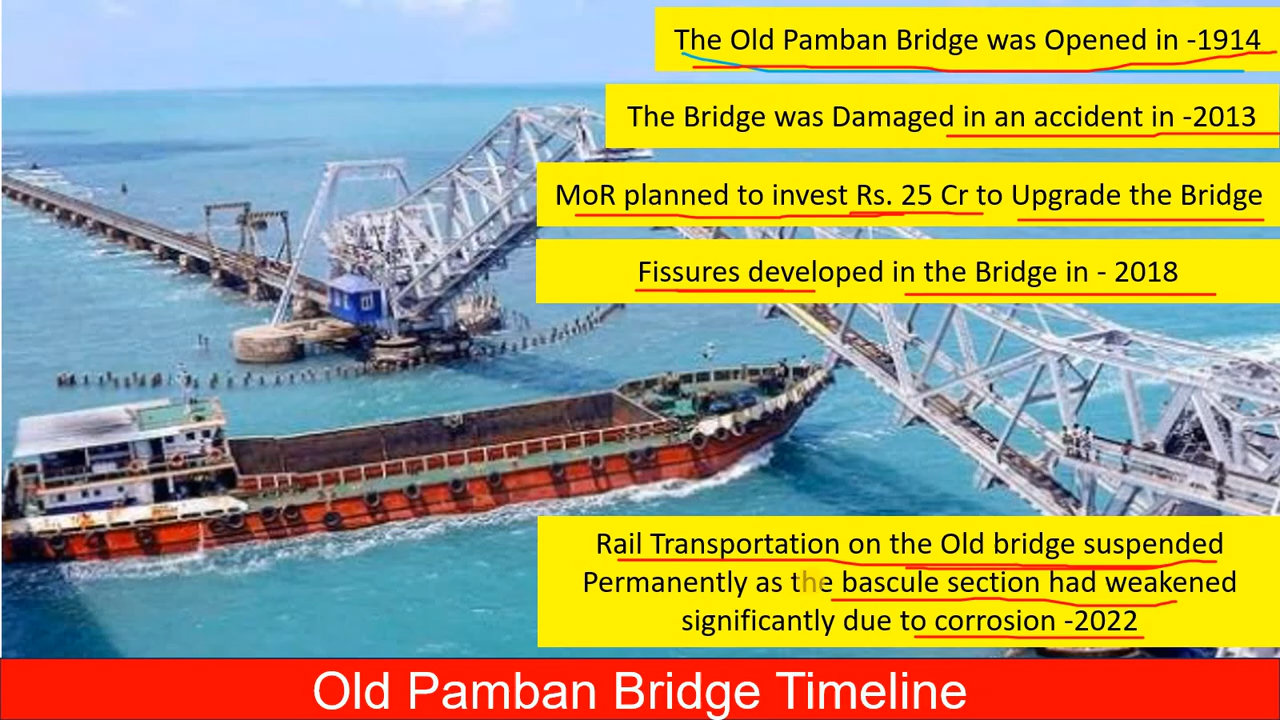 The Old Pamban Bridge was Opened in -1914
The Bridge was Damaged in an accident in -2013
MoR planned to invest Rs. 25 Cr to Upgrade the Bridge
Fissures developed in the Bridge in - 2018
Rail Transportation on the Old bridge suspended
Permanently as the bascule section had weakened
significantly due to corrosion -2022
Old Pamban Bridge Timeline